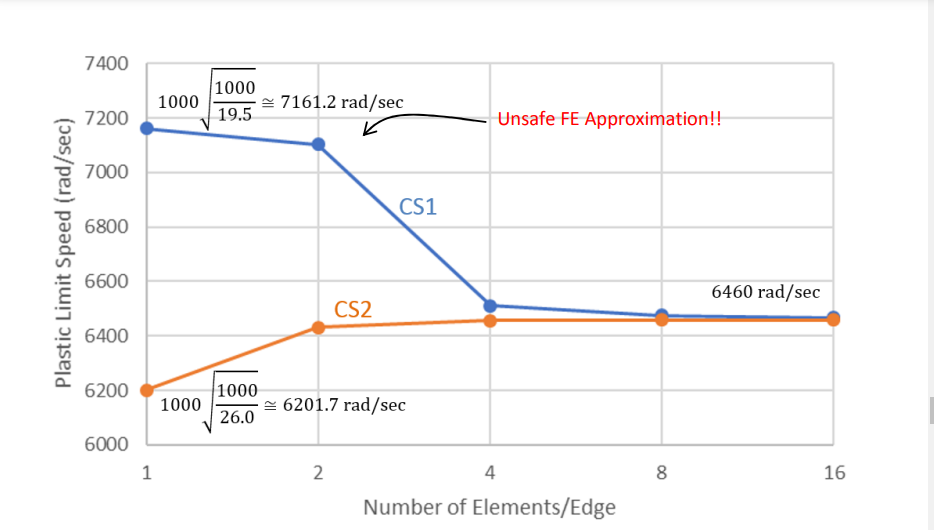 7400
1000 √(1000/19.5) ≅ 7161.2 rad/sec
7200
Unsafe FE Approximation!!
7000
CS1
6800
6600
6460 rad/sec
CS2
6400
6200
1000 √(1000/26.0) ≅ 6201.7 rad/sec
6000
Plastic Limit Speed (rad/sec)
1 2 4 8 16
Number of Elements/Edge